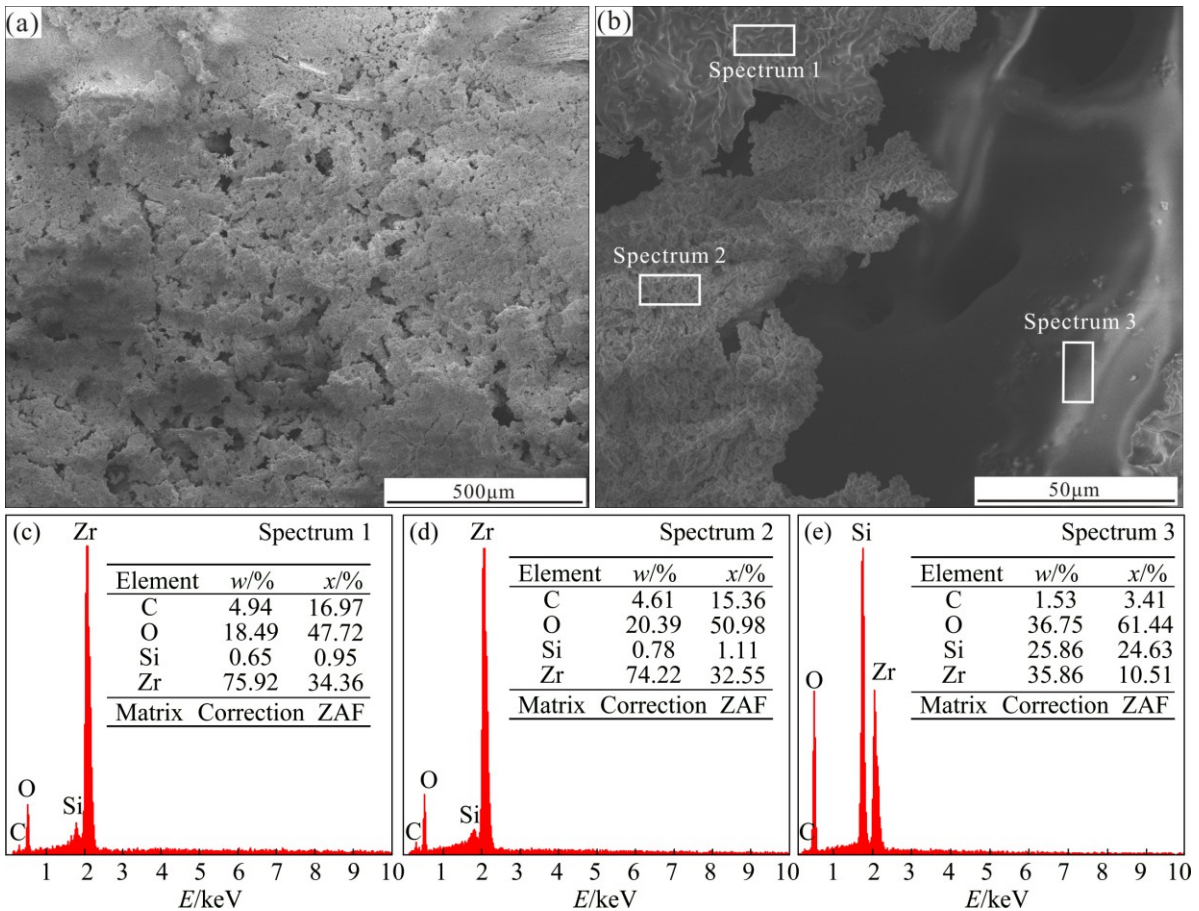 (a)
500μm
(b)
Spectrum 1
Spectrum 2
Spectrum 3
50μm
(c) Zr Spectrum 1
Element w/% x/%
C 4.94 16.97
O 18.49 47.72
Si 0.65 0.95
Zr 75.92 34.36
Matrix Correction ZAF
O
Si
C
1 2 3 4 5 6 7 8 9 10
E/keV
(d) Zr Spectrum 2
Element w/% x/%
C 4.61 15.36
O 20.39 50.98
Si 0.78 1.11
Zr 74.22 32.55
Matrix Correction ZAF
O
Si
C
1 2 3 4 5 6 7 8 9 10
E/keV
(e) Si Spectrum 3
Element w/% x/%
C 1.53 3.41
O 36.75 61.44
Si 25.86 24.63
Zr 35.86 10.51
Matrix Correction ZAF
O
Zr
C
1 2 3 4 5 6 7 8 9 10
E/keV